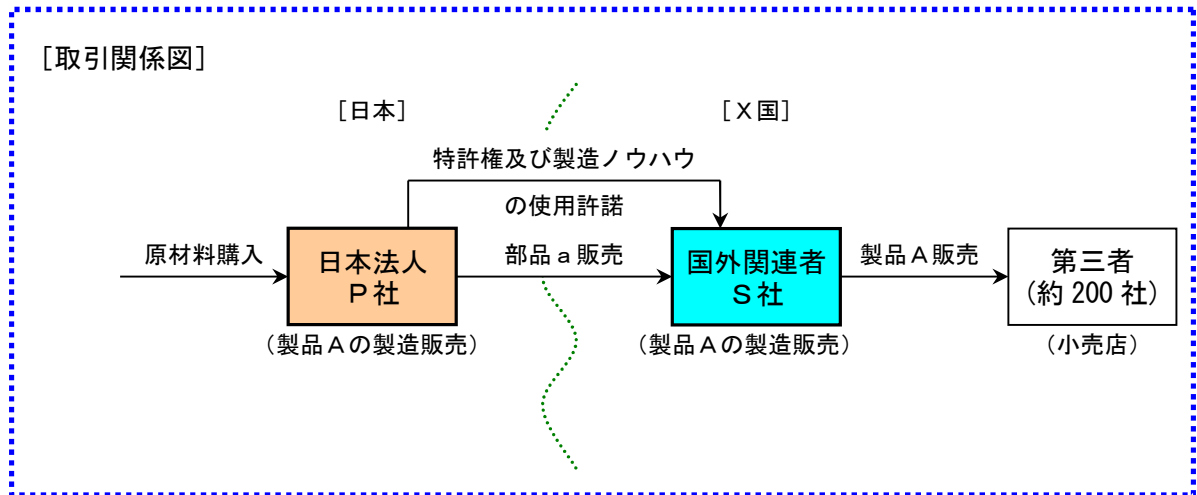 ［取引関係図］
［日本］
［Ｘ国］
特許権及び製造ノウハウ
の使用許諾
原材料購入
日本法人
Ｐ社
部品ａ販売
国外関連者
Ｓ社
製品Ａ販売
第三者
（約 200 社）
（製品Ａの製造販売）
（製品Ａの製造販売）
（小売店）